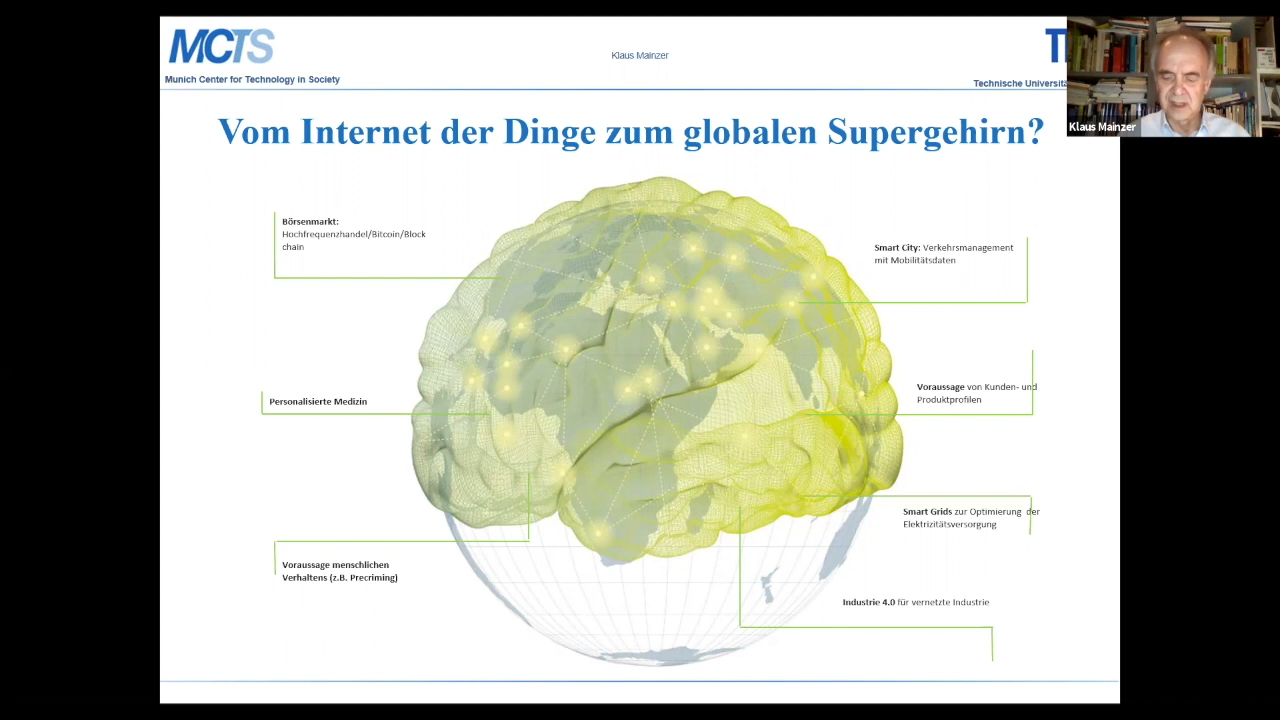 MCTS
Munich Center for Technology in Society
Klaus Mainzer
Technische Universitä
Klaus Mainzer
Vom Internet der Dinge zum globalen Supergehirn?
Börsenmarkt:
Hochfrequenzhandel/Bitcoin/Block
chain
Smart City: Verkehrsmanagement
mit Mobilitätsdaten
Personalisierte Medizin
Voraussage von Kunden- und
Produktprofilen
Smart Grids zur Optimierung der
Elektrizitätsversorgung
Voraussage menschlichen
Verhaltens (z.B. Precriming)
Industrie 4.0 für vernetzte Industrie